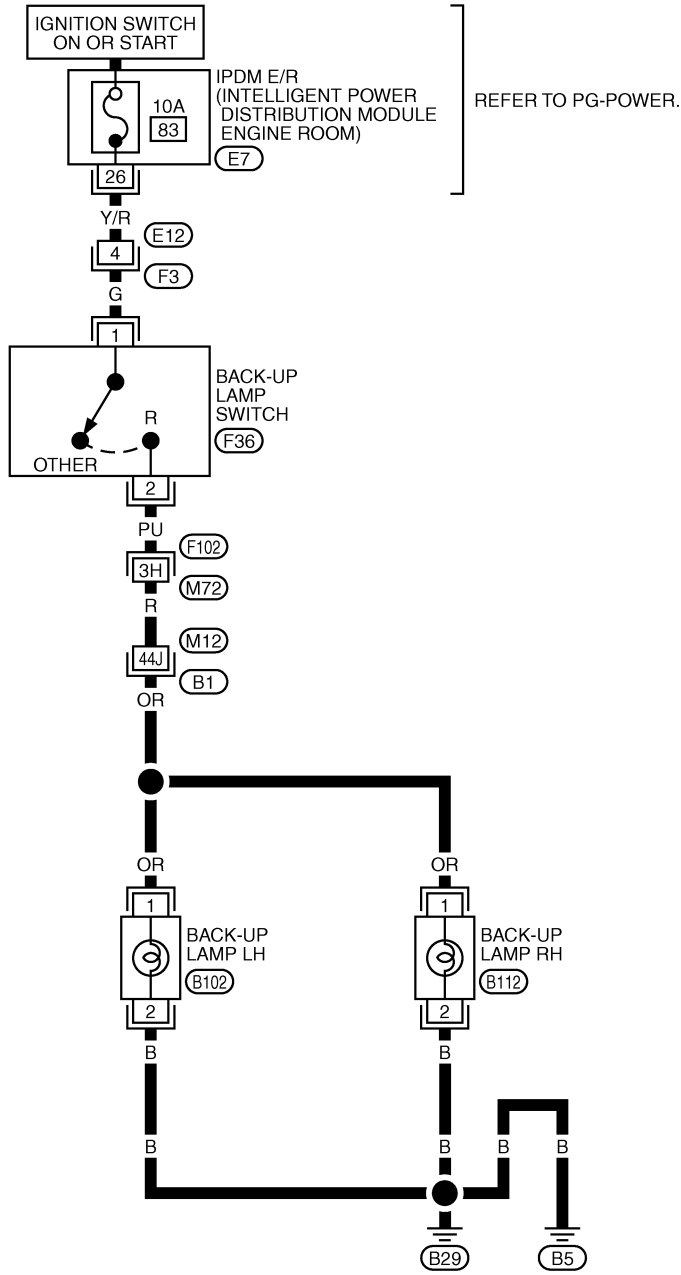 IGNITION SWITCH
ON OR START
IPDM E/R
(INTELLIGENT POWER
DISTRIBUTION MODULE
ENGINE ROOM)
E7
10A
83
REFER TO PG-POWER.
26
Y/R
E12
4
F3
G
1
BACK-UP
LAMP
SWITCH
F36
R
OTHER
2
PU
F102
3H
M72
R
M12
44J
B1
OR
OR
OR
1
1
BACK-UP
LAMP LH
B102
BACK-UP
LAMP RH
B112
2
2
B
B
B
B
B
B
B29
B5